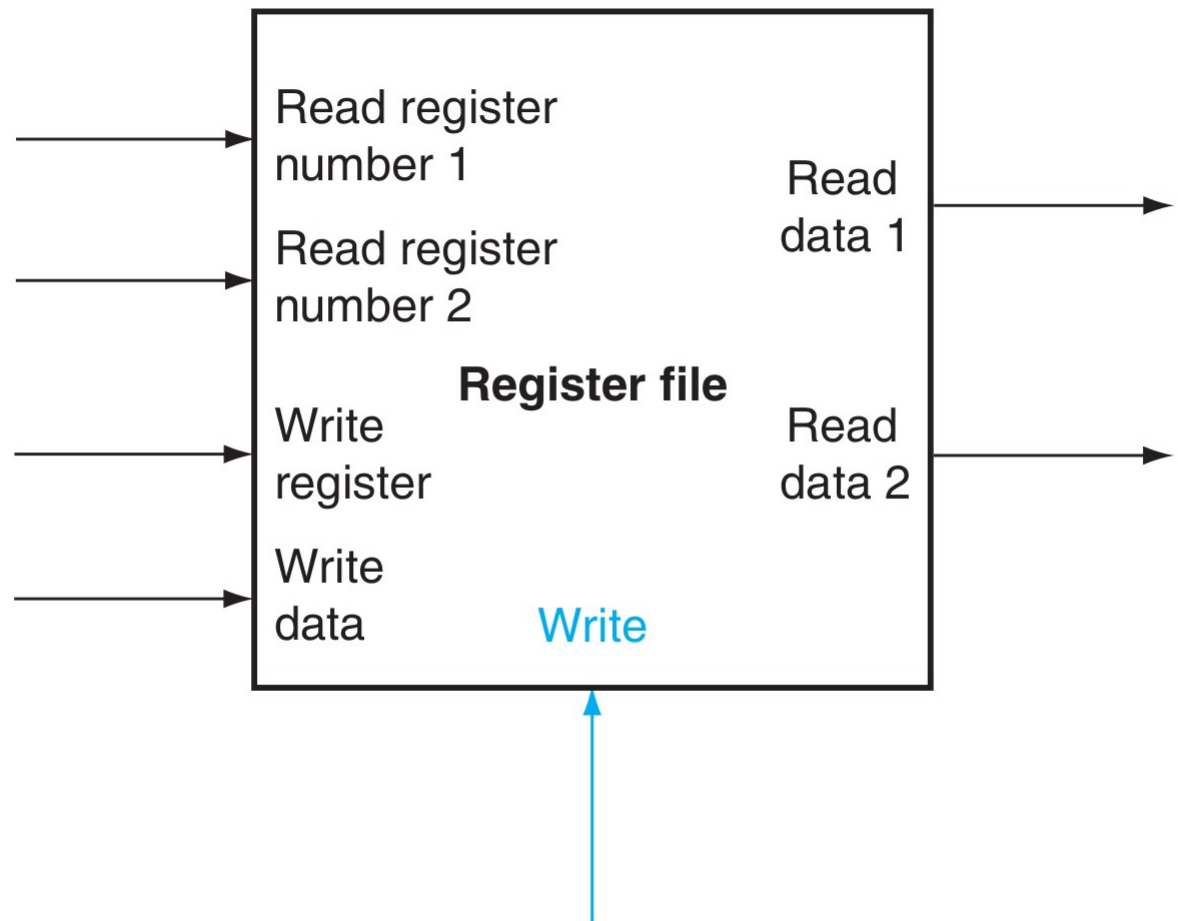 Read register
number 1
Read
data 1
Read register
number 2
Register file
Write
register
Read
data 2
Write
data
Write